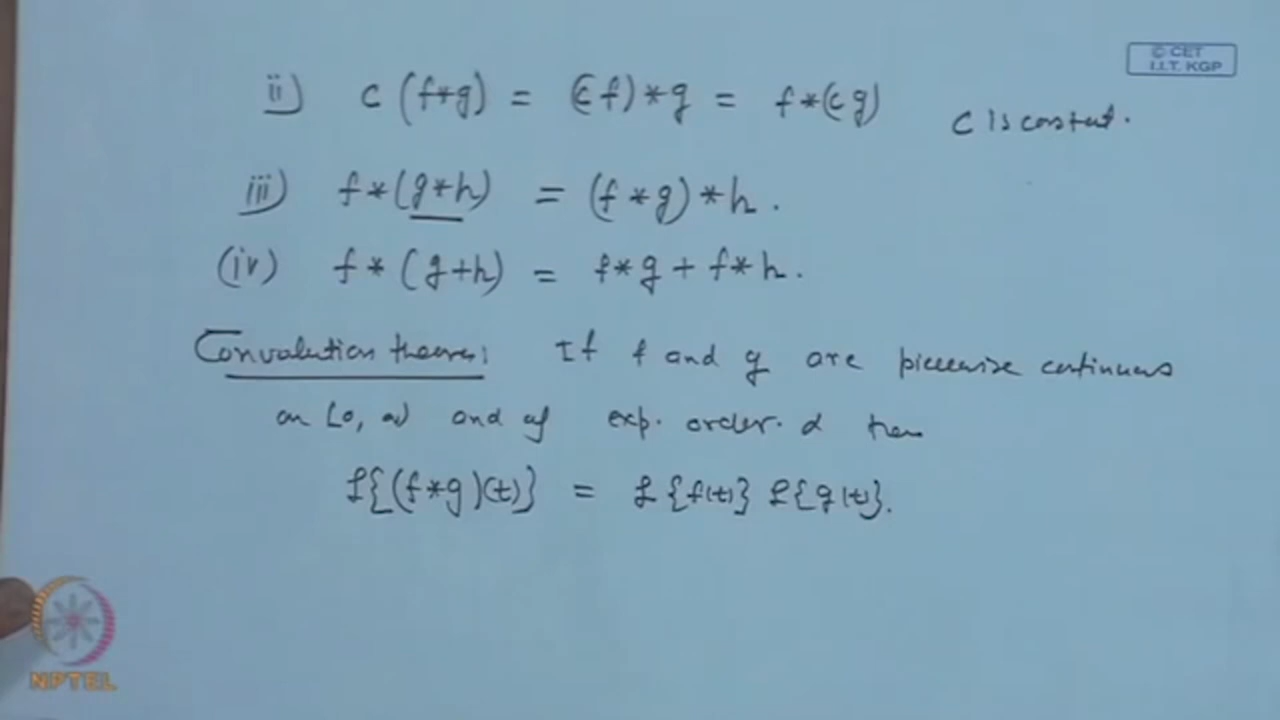 © CET
I.I.T. KGP
ii) c (f*g) = (cf)*g = f*(cg) c is constant.
iii) f*(g*h) = (f*g)*h.
(iv) f*(g+h) = f*g + f*h.
Convolution theorem: If f and g are piecewise continuous
on [0, ∞) and of exp. order. α then
£{(f*g)(t)} = £{f(t)} £{g(t)}.
NPTEL